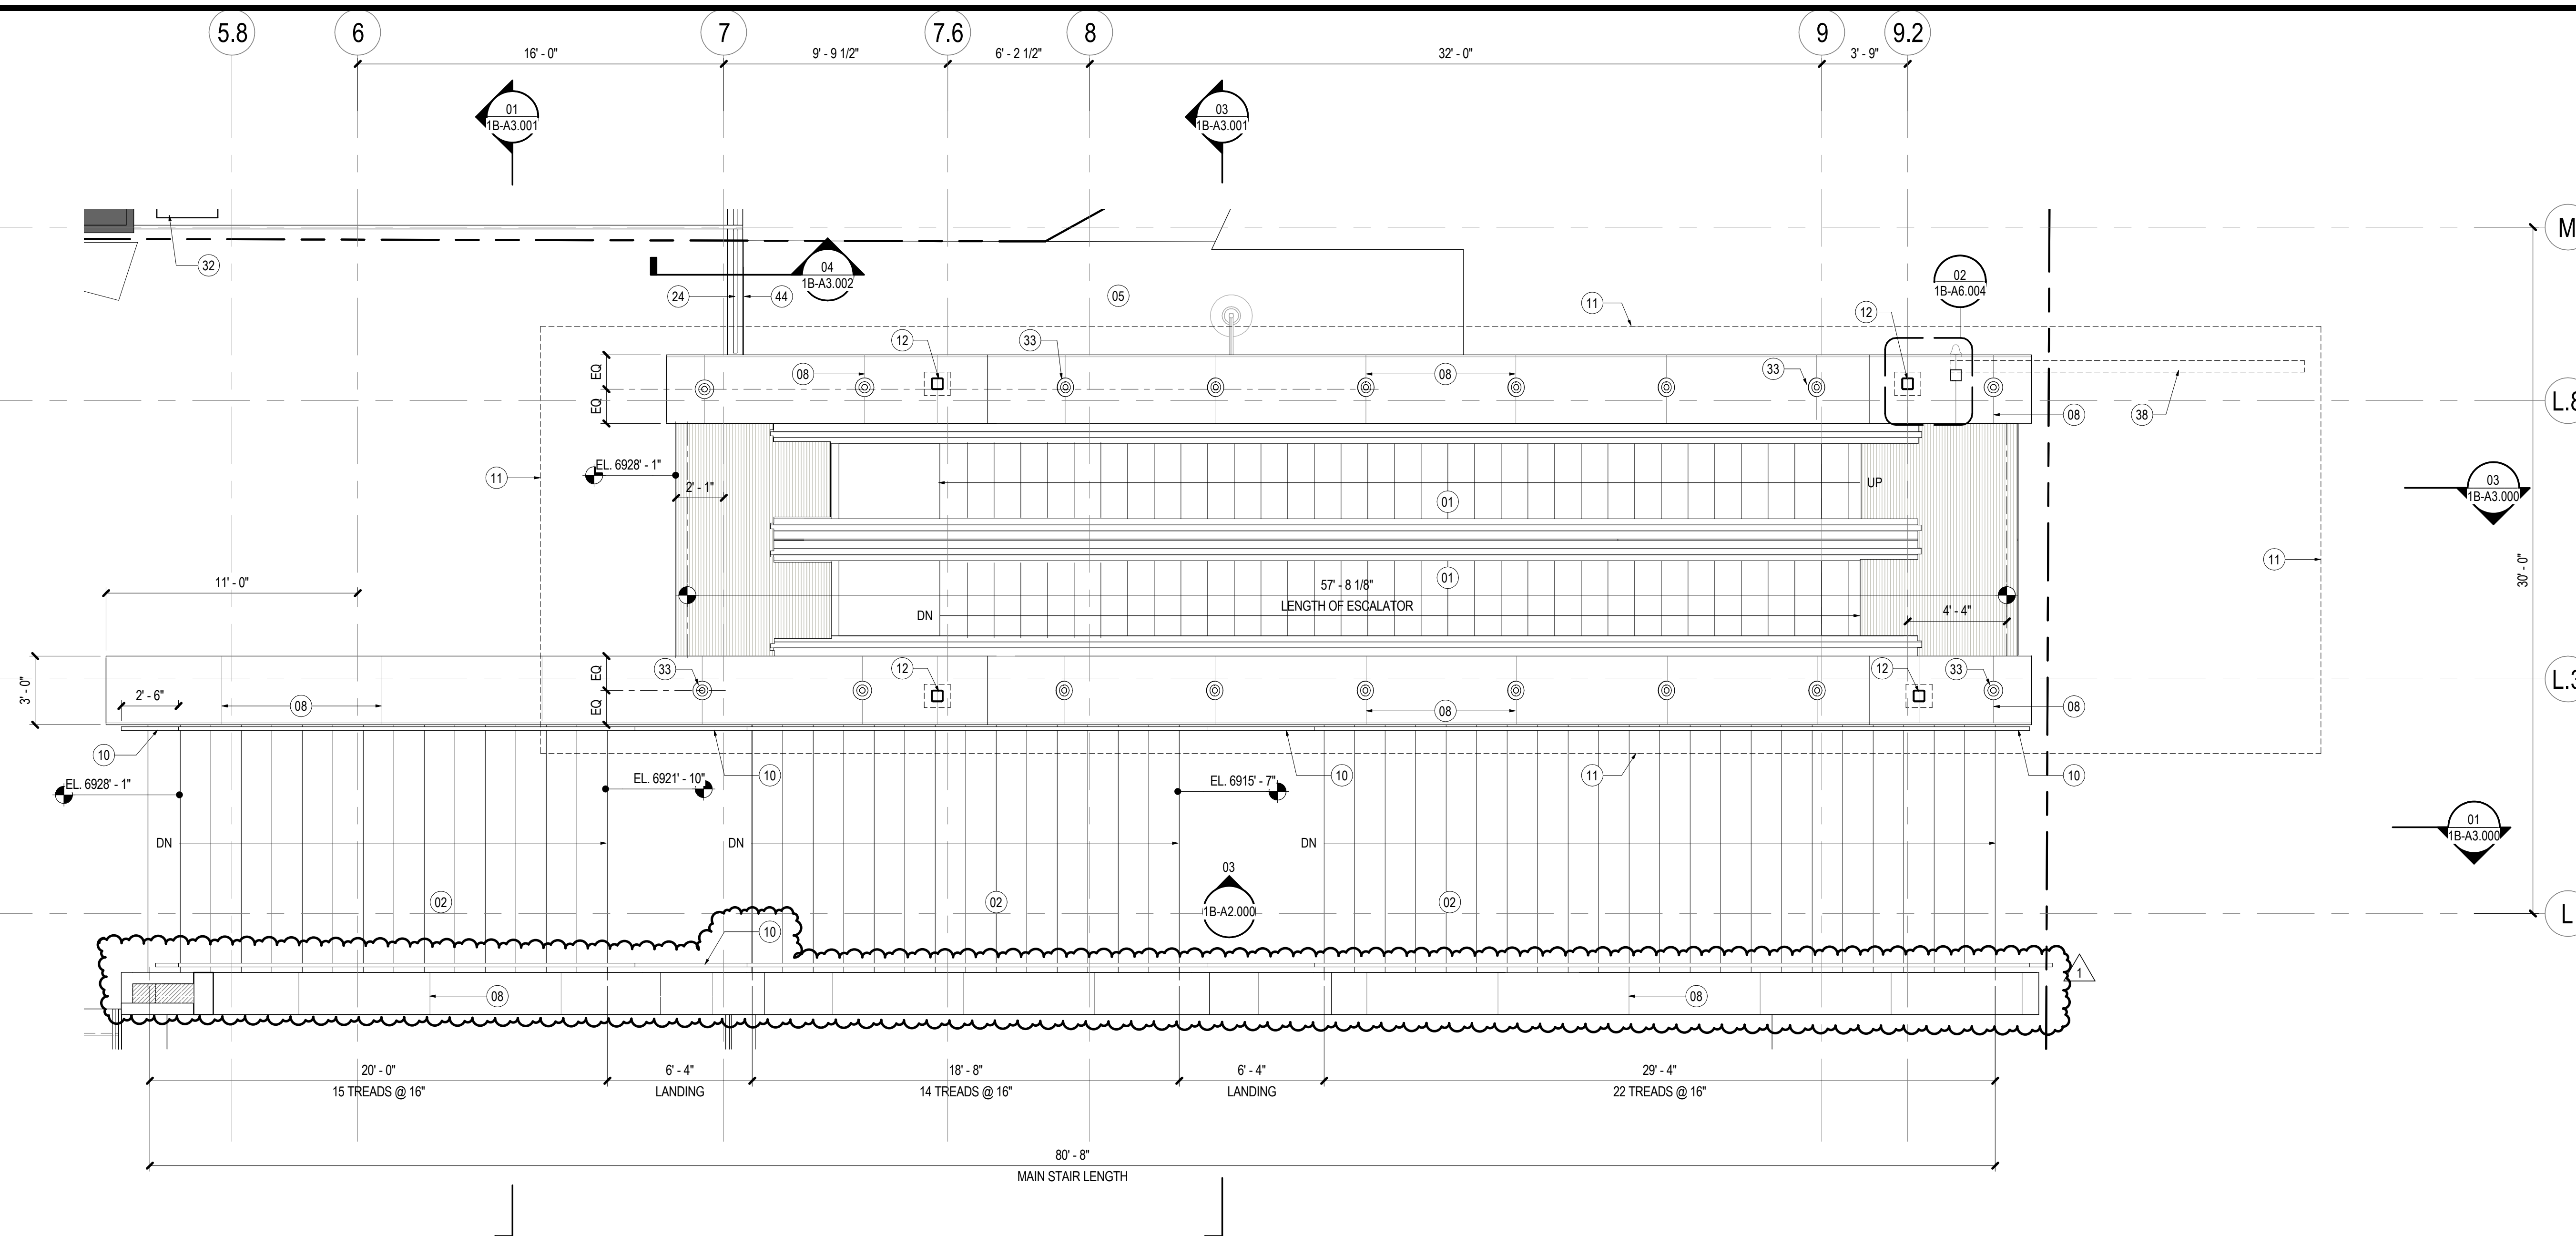 5.8
6
7
7.6
8
9
9.2
16' - 0"
9' - 9 1/2"
6' - 2 1/2"
32' - 0"
3' - 9"
01
1B-A3.001
03
1B-A3.001
M
32
04
1B-A3.002
02
1B-A6.004
24
44
05
11
12
12
33
08
08
33
EQ
EQ
L.8
08
38
EL. 6928' - 1"
11
2' - 1"
UP
01
03
1B-A3.000
11
30' - 0"
01
57' - 8 1/8"
LENGTH OF ESCALATOR
DN
4' - 4"
11' - 0"
3' - 0"
2' - 6"
08
EQ
EQ
33
12
12
33
L.3
08
08
10
10
10
11
10
EL. 6928' - 1"
EL. 6921' - 10"
EL. 6915' - 7"
01
1B-A3.000
DN
DN
DN
03
1B-A2.000
02
02
02
L
10
1
08
08
20' - 0"
15 TREADS @ 16"
6' - 4"
LANDING
18' - 8"
14 TREADS @ 16"
6' - 4"
LANDING
29' - 4"
22 TREADS @ 16"
80' - 8"
MAIN STAIR LENGTH